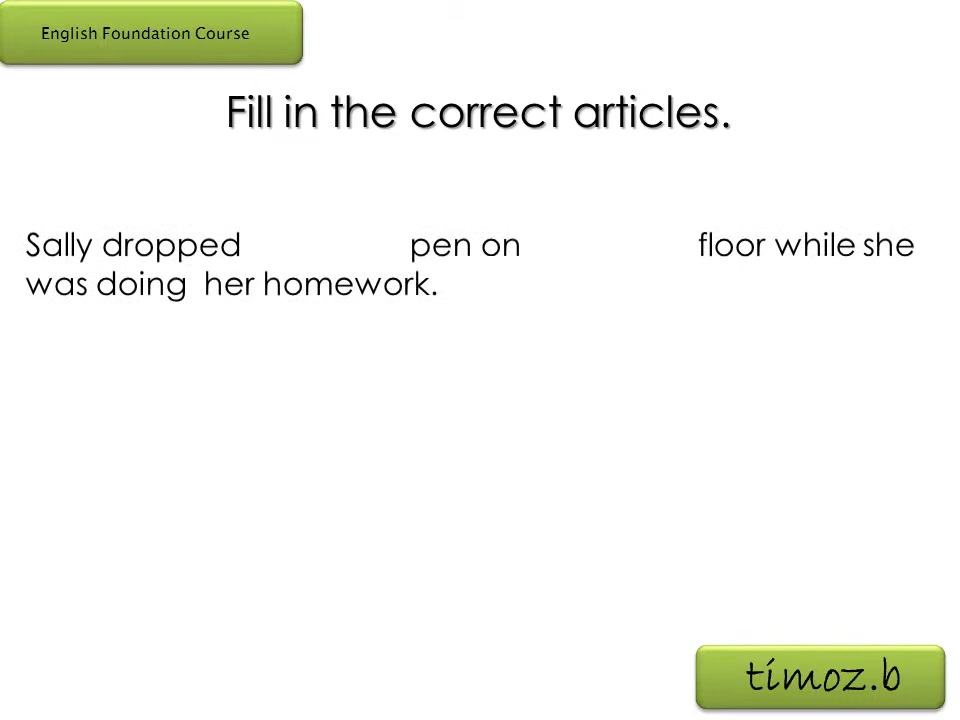 English Foundation Course
Fill in the correct articles.
Sally dropped pen on floor while she
was doing her homework.
timoz.b